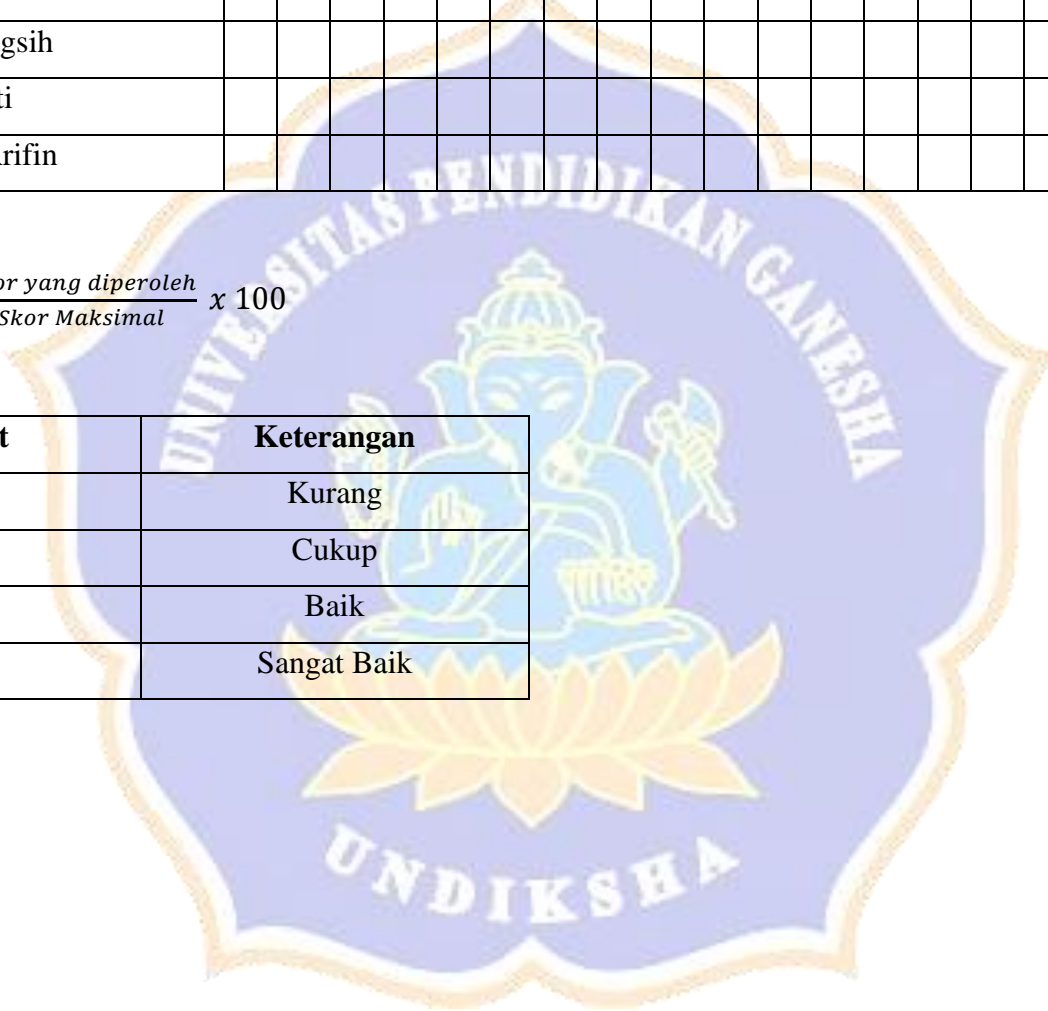 gsih
ti
rifin
or yang diperoleh
Skor Maksimal
x 100
t Keterangan
Kurang
Cukup
Baik
Sangat Baik
UNIVERSITAS PENDIDIKAN GANESHA
UNDIKSHA